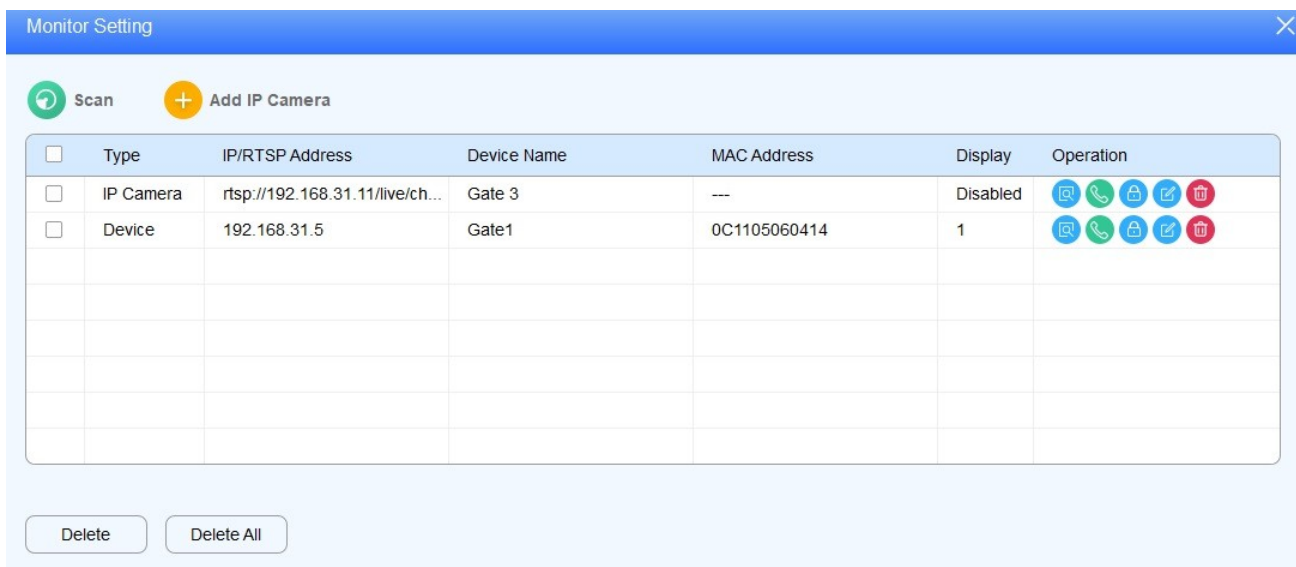 Monitor Setting
Scan Add IP Camera
Type IP/RTSP Address Device Name MAC Address Display Operation
IP Camera rtsp://192.168.31.11/live/ch... Gate 3 --- Disabled
Device 192.168.31.5 Gate1 0C1105060414 1
Delete Delete All